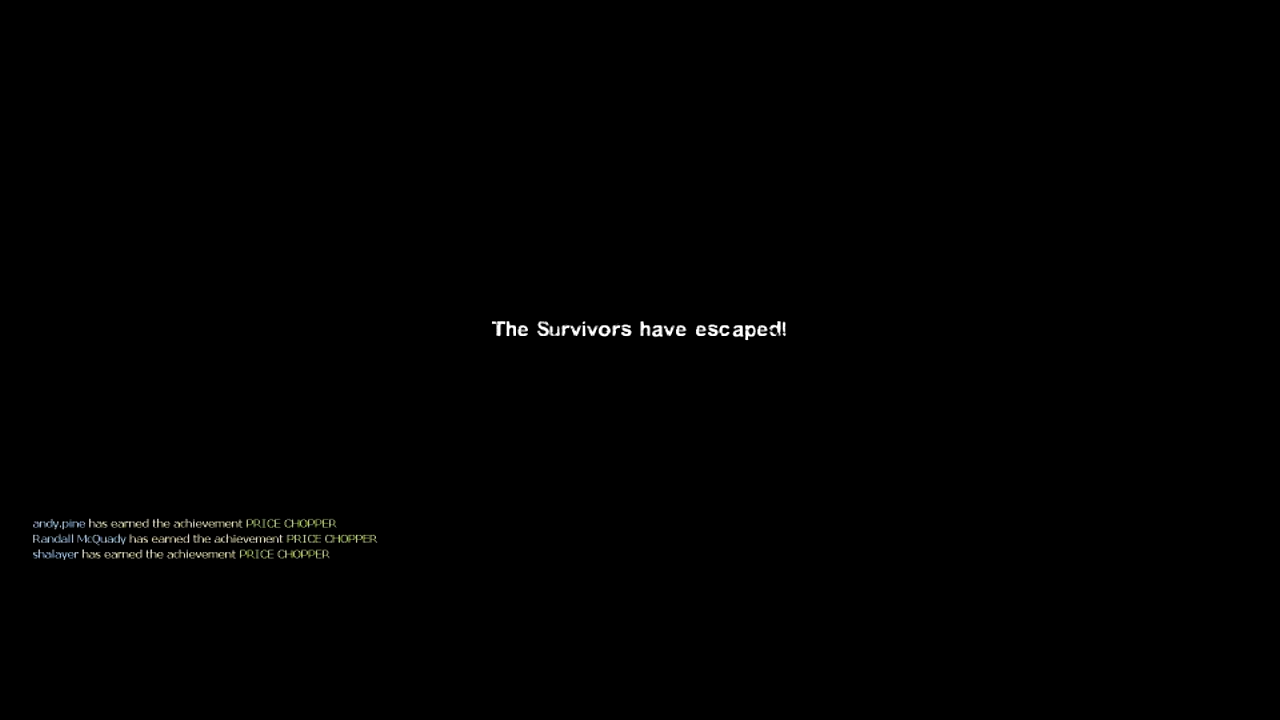 The Survivors have escaped!
andy.pine has earned the achievement PRICE CHOPPER
Randall McQuady has earned the achievement PRICE CHOPPER
shalayer has earned the achievement PRICE CHOPPER